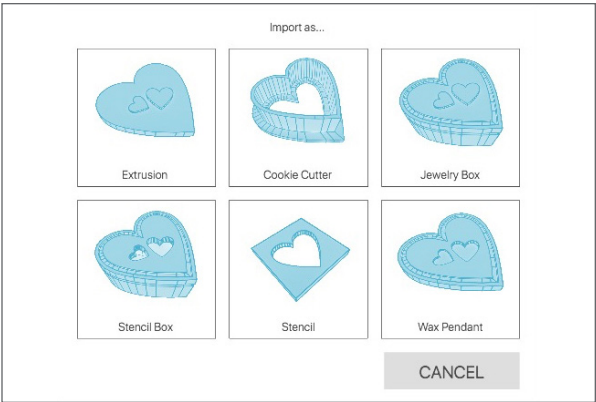 Import as...
Extrusion
Cookie Cutter
Jewelry Box
Stencil Box
Stencil
Wax Pendant
CANCEL